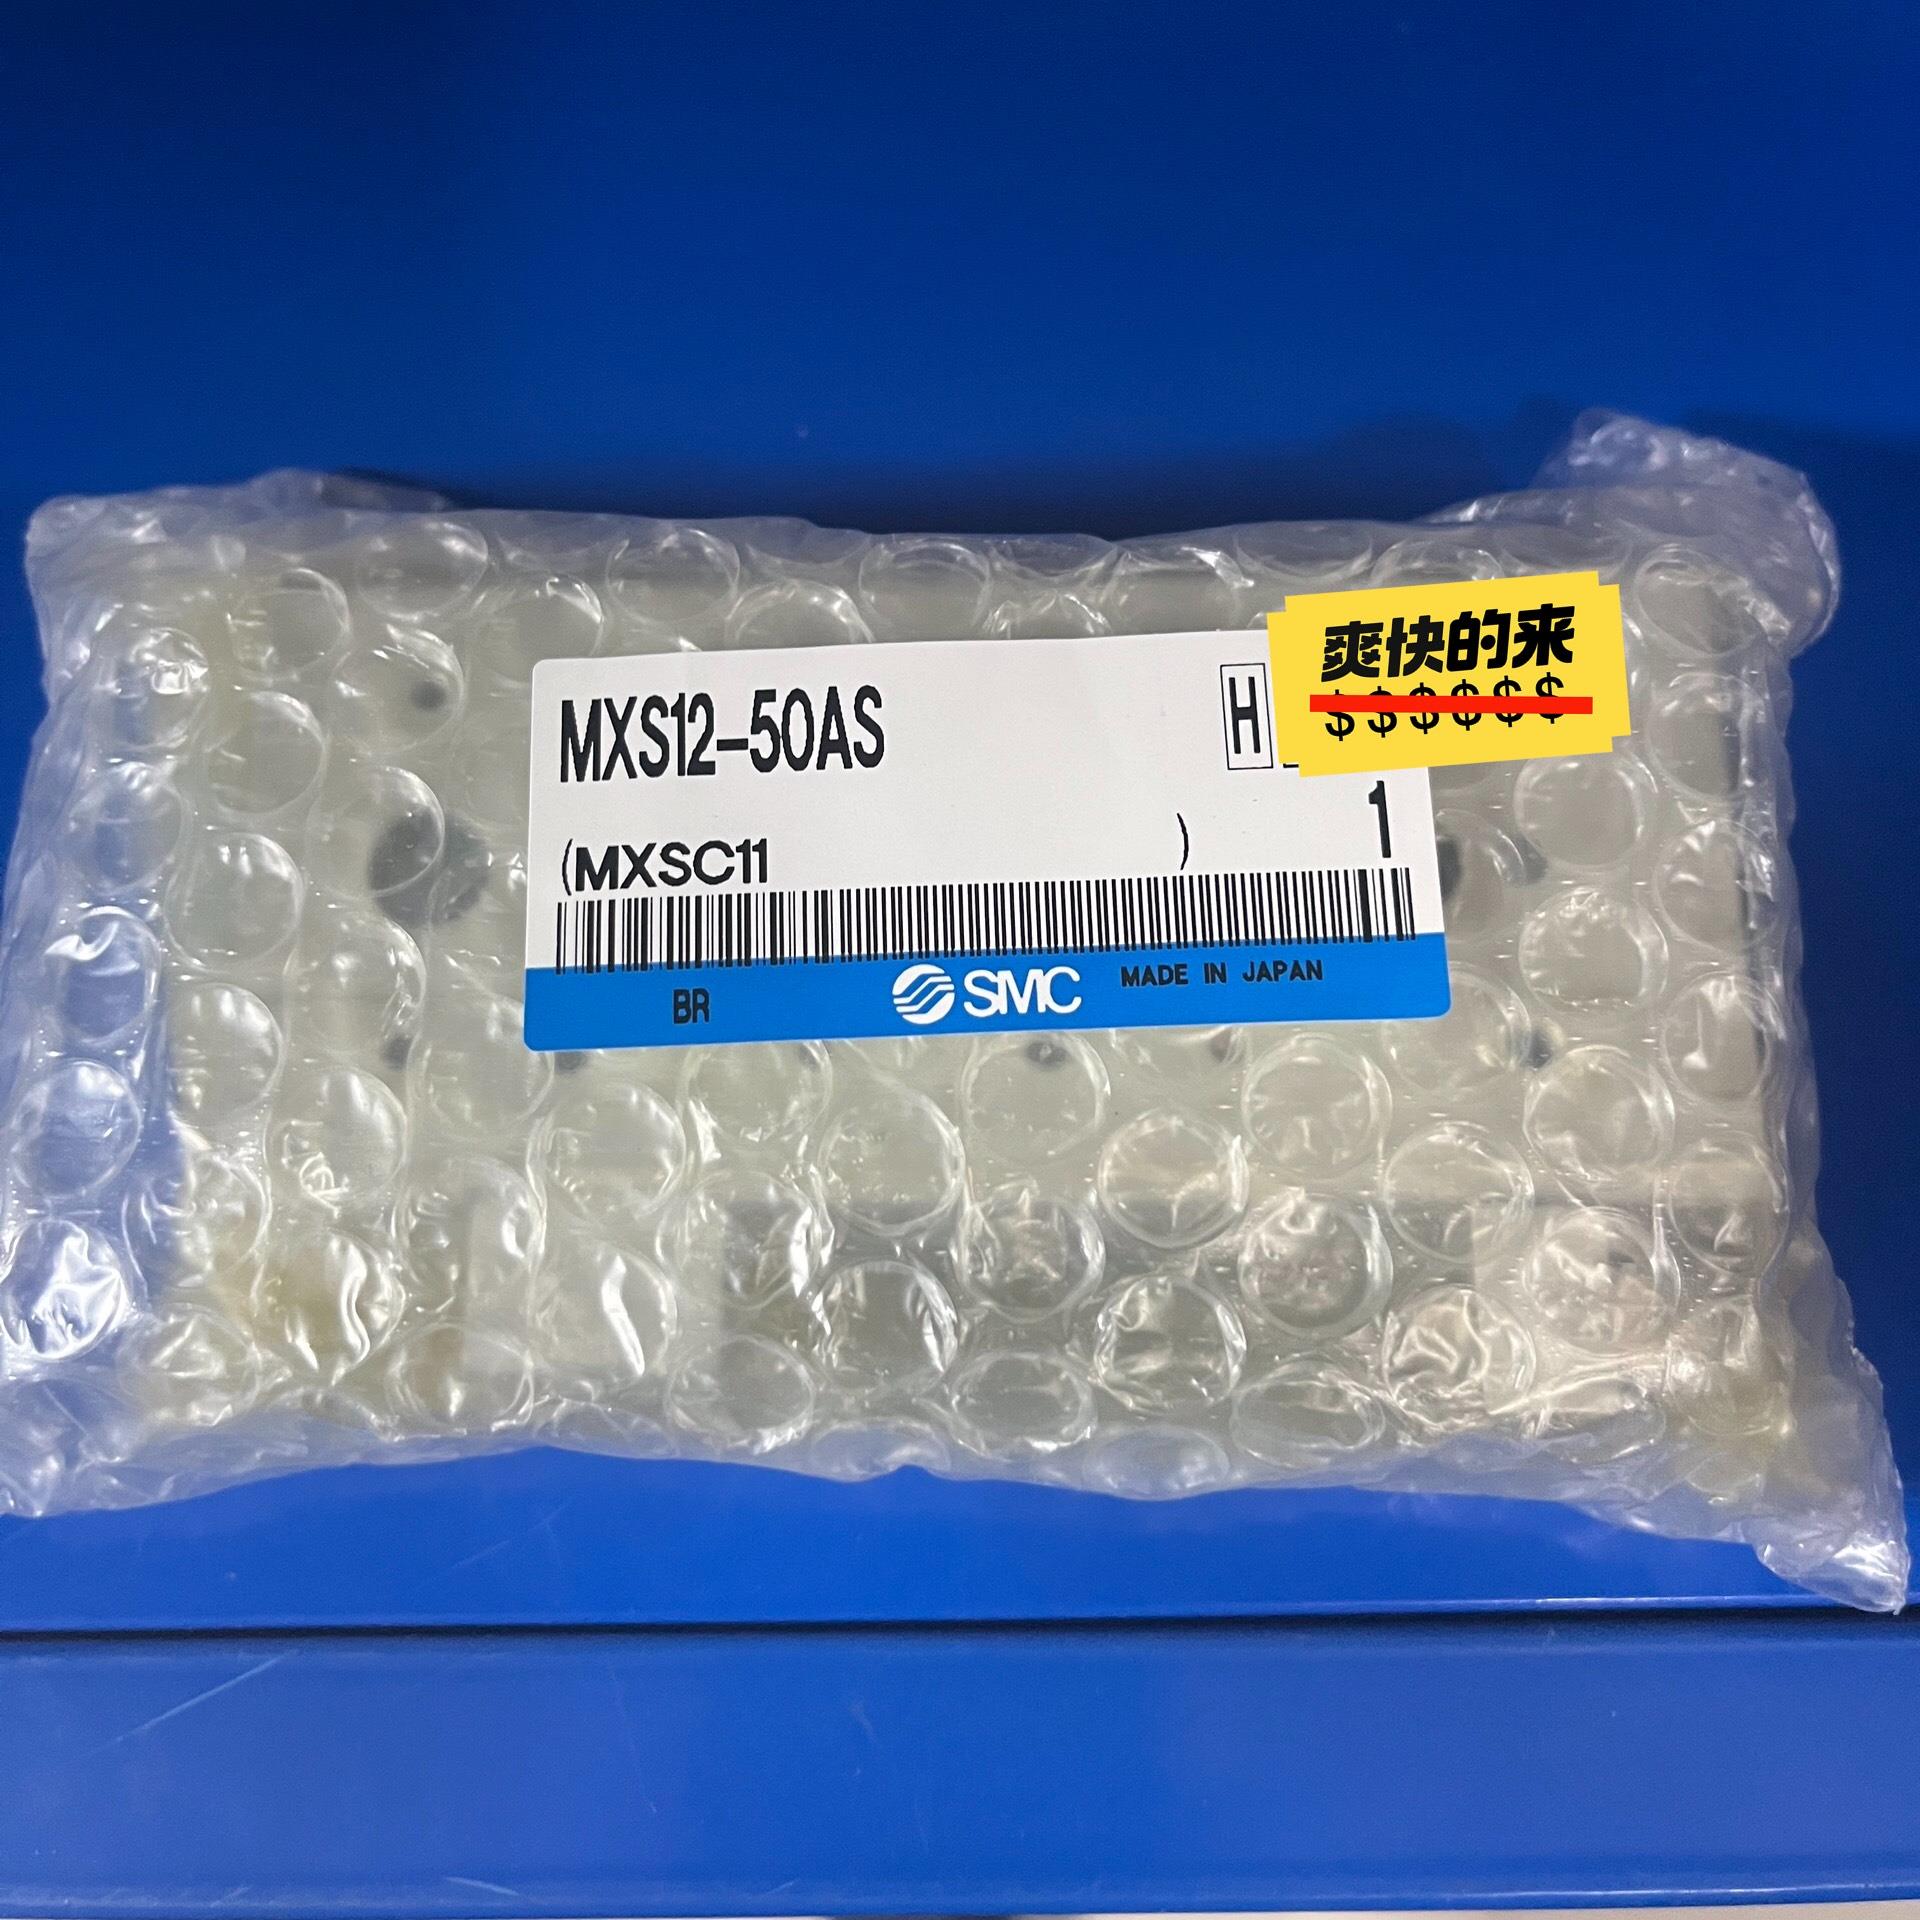 爽快的来
$$$$$$
MXS12-50AS
H
1
(MXSC11 )
BR
SMC
MADE IN JAPAN